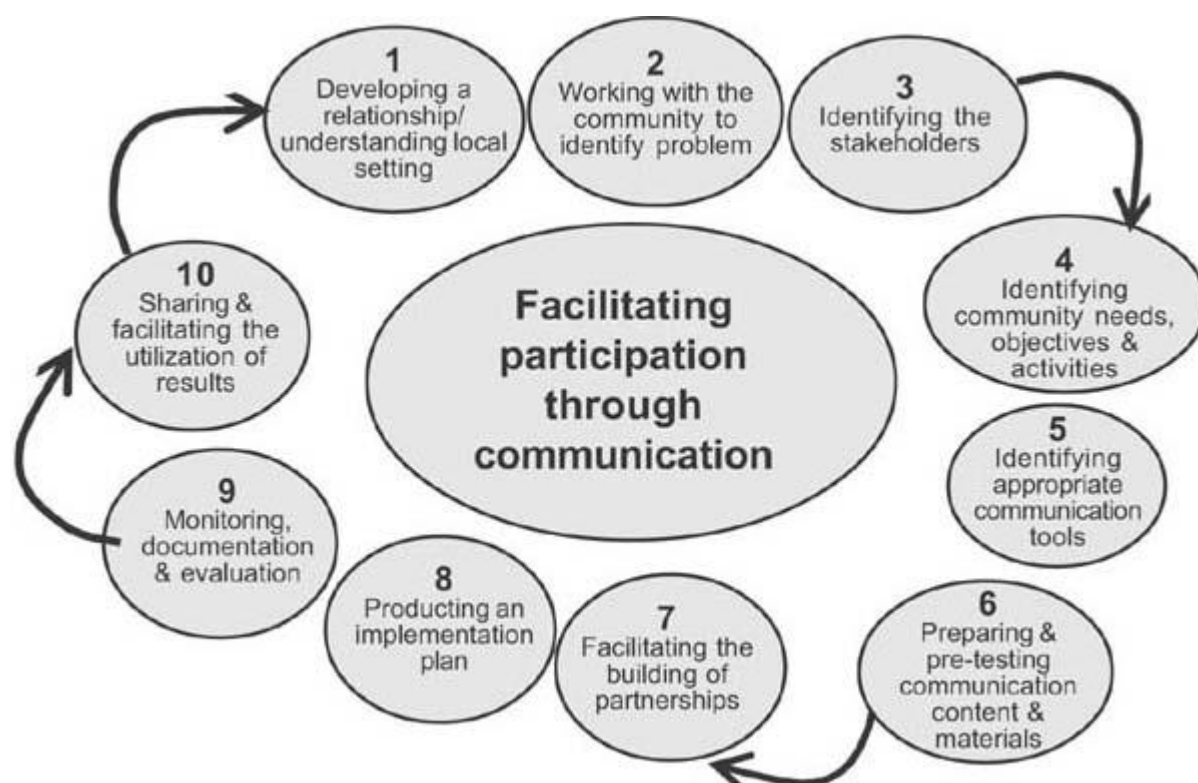 1
Developing a
relationship/
understanding local
setting
2
Working with the
community to
identify problem
3
Identifying the
stakeholders
4
Identifying
community needs,
objectives &
activities
5
Identifying
appropriate
communication
tools
6
Preparing &
pre-testing
communication
content &
materials
7
Facilitating the
building of
partnerships
8
Producting an
implementation
plan
9
Monitoring,
documentation
& evaluation
10
Sharing &
facilitating the
utilization of
results
Facilitating
participation
through
communication